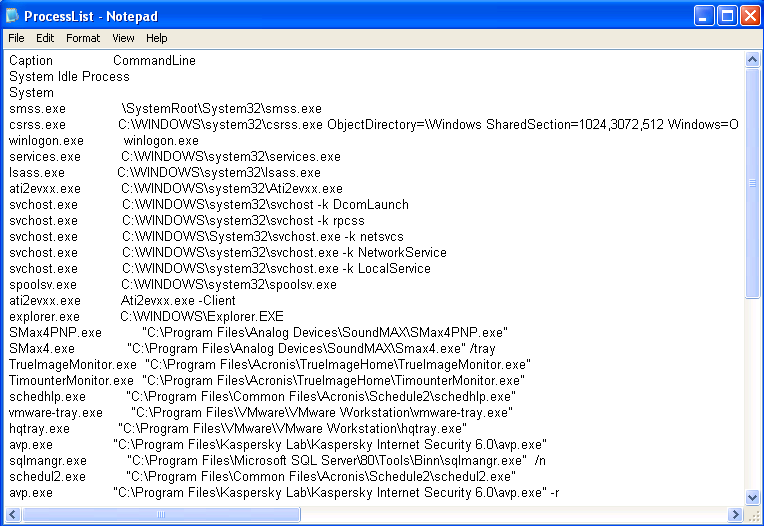 ProcessList - Notepad
File Edit Format View Help
Caption CommandLine
System Idle Process
System
smss.exe \SystemRoot\System32\smss.exe
csrss.exe C:\WINDOWS\system32\csrss.exe ObjectDirectory=\Windows SharedSection=1024,3072,512 Windows=O
winlogon.exe winlogon.exe
services.exe C:\WINDOWS\system32\services.exe
lsass.exe C:\WINDOWS\system32\lsass.exe
ati2evxx.exe C:\WINDOWS\system32\Ati2evxx.exe
svchost.exe C:\WINDOWS\system32\svchost -k DcomLaunch
svchost.exe C:\WINDOWS\system32\svchost -k rpcss
svchost.exe C:\WINDOWS\System32\svchost.exe -k netsvcs
svchost.exe C:\WINDOWS\system32\svchost.exe -k NetworkService
svchost.exe C:\WINDOWS\system32\svchost.exe -k LocalService
spoolsv.exe C:\WINDOWS\system32\spoolsv.exe
ati2evxx.exe Ati2evxx.exe -Client
explorer.exe C:\WINDOWS\Explorer.EXE
SMax4PNP.exe "C:\Program Files\Analog Devices\SoundMAX\SMax4PNP.exe"
SMax4.exe "C:\Program Files\Analog Devices\SoundMAX\Smax4.exe" /tray
TrueImageMonitor.exe "C:\Program Files\Acronis\TrueImageHome\TrueImageMonitor.exe"
TimounterMonitor.exe "C:\Program Files\Acronis\TrueImageHome\TimounterMonitor.exe"
schedhlp.exe "C:\Program Files\Common Files\Acronis\Schedule2\schedhlp.exe"
vmware-tray.exe "C:\Program Files\VMware\VMware Workstation\vmware-tray.exe"
hqtray.exe "C:\Program Files\VMware\VMware Workstation\hqtray.exe"
avp.exe "C:\Program Files\Kaspersky Lab\Kaspersky Internet Security 6.0\avp.exe"
sqlmangr.exe "C:\Program Files\Microsoft SQL Server\80\Tools\Binn\sqlmangr.exe" /n
schedul2.exe "C:\Program Files\Common Files\Acronis\Schedule2\schedul2.exe"
avp.exe "C:\Program Files\Kaspersky Lab\Kaspersky Internet Security 6.0\avp.exe" -r